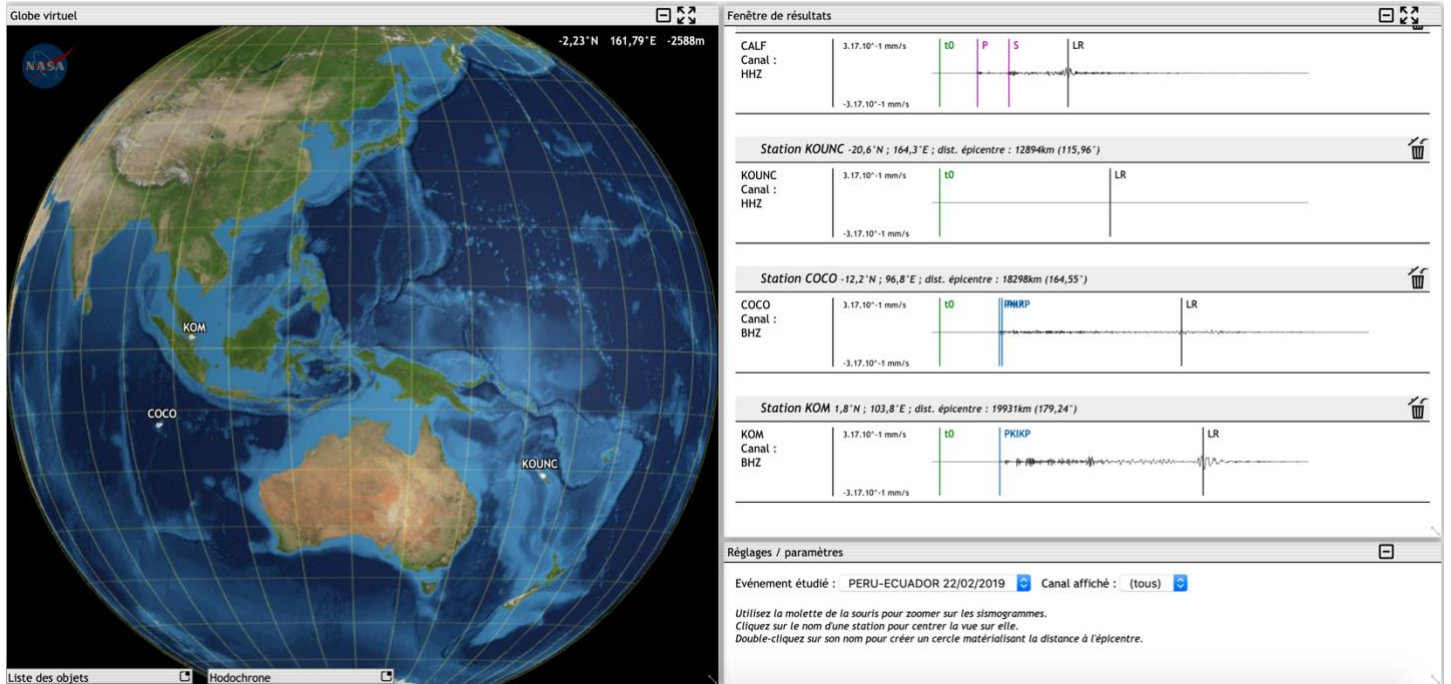 Globe virtuel
-2,23°N 161,79°E -2588m
NASA
KOM
COCO
KOUNC
Liste des objets
Hodochrone
Fenêtre de résultats
CALF 3.17.10^-1 mm/s t0 P S LR
Canal :
HHZ
-3.17.10^-1 mm/s
Station KOUNC -20,6°N ; 164,3°E ; dist. épicentre : 12894km (115,96°)
KOUNC 3.17.10^-1 mm/s t0 LR
Canal :
HHZ
-3.17.10^-1 mm/s
Station COCO -12,2°N ; 96,8°E ; dist. épicentre : 18298km (164,55°)
COCO 3.17.10^-1 mm/s t0 LR
Canal :
BHZ
-3.17.10^-1 mm/s
Station KOM 1,8°N ; 103,8°E ; dist. épicentre : 19931km (179,24°)
KOM 3.17.10^-1 mm/s t0 PKIKP LR
Canal :
BHZ
-3.17.10^-1 mm/s
Réglages / paramètres
Evénement étudié : PERU-ECUADOR 22/02/2019 Canal affiché : (tous)
Utilisez la molette de la souris pour zoomer sur les sismogrammes.
Cliquez sur le nom d'une station pour centrer la vue sur elle.
Double-cliquez sur son nom pour créer un cercle matérialisant la distance à l'épicentre.